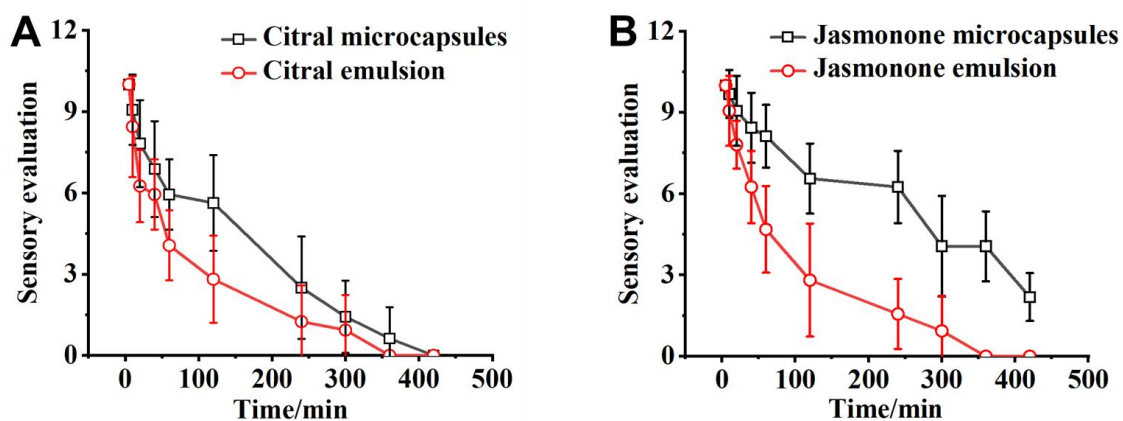 A
Citral microcapsules
Citral emulsion
Sensory evaluation
12
9
6
3
0
0 100 200 300 400 500
Time/min
B
Jasmonone microcapsules
Jasmonone emulsion
Sensory evaluation
12
9
6
3
0
0 100 200 300 400 500
Time/min